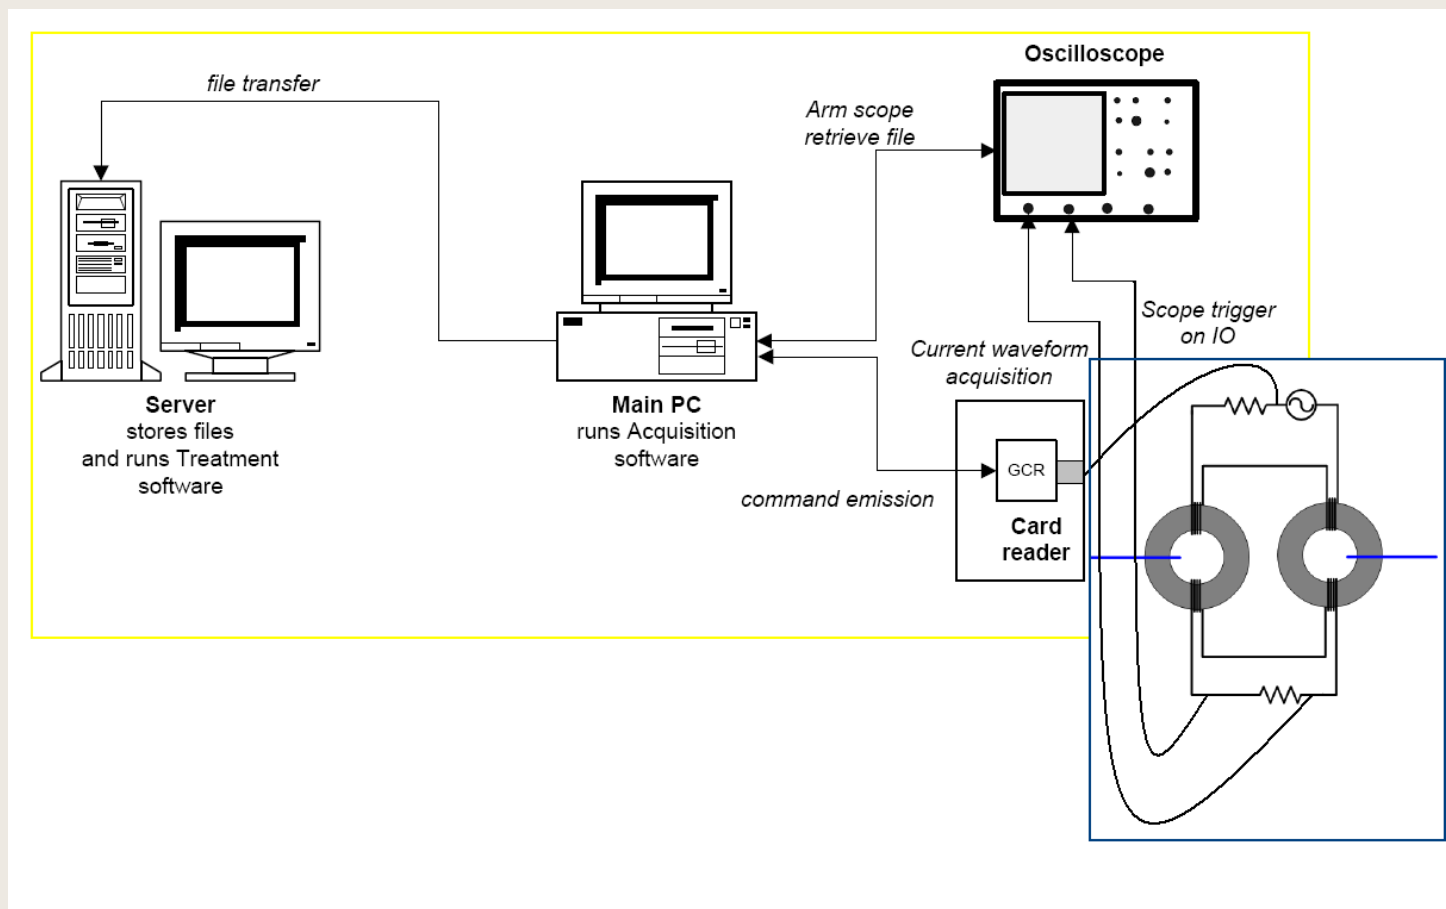 Oscilloscope
file transfer
Arm scope
retrieve file
Scope trigger
on IO
Current waveform
acquisition
Server
stores files
and runs Treatment
software
Main PC
runs Acquisition
software
GCR
command emission
Card
reader